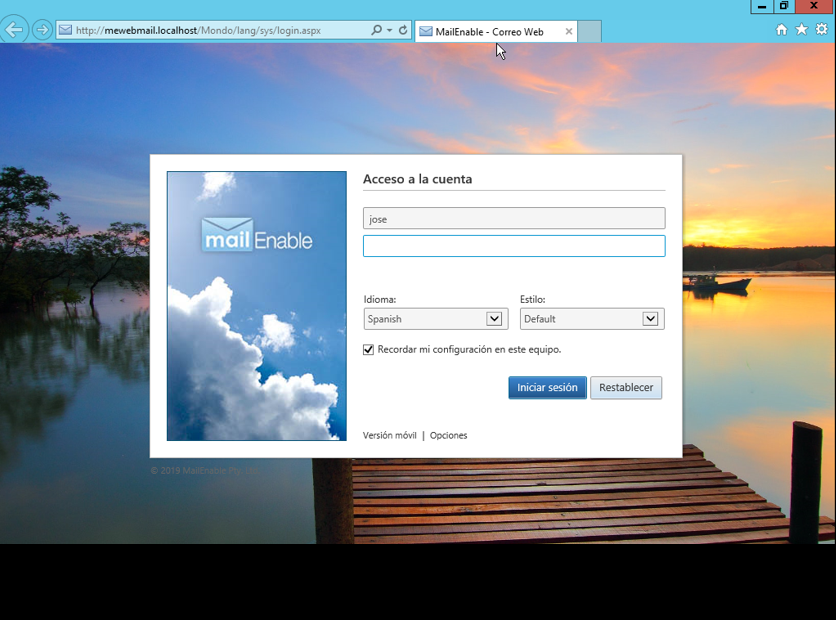 http://mewebmail.localhost/Mondo/lang/sys/login.aspx
MailEnable - Correo Web
Acceso a la cuenta
jose
mail Enable
Idioma:
Estilo:
Spanish
Default
Recordar mi configuración en este equipo.
Iniciar sesión
Restablecer
Versión móvil | Opciones
© 2019 MailEnable Pty. Ltd.